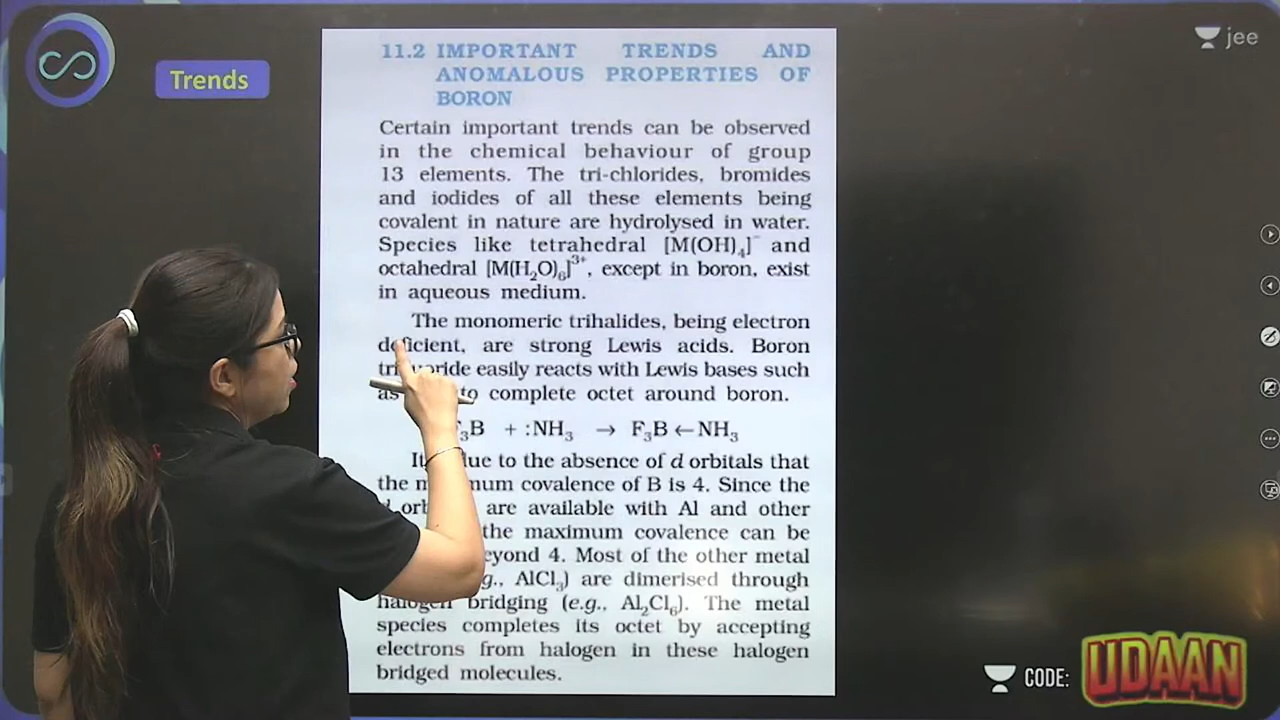 Trends
jee
11.2 IMPORTANT TRENDS AND
ANOMALOUS PROPERTIES OF
BORON
Certain important trends can be observed
in the chemical behaviour of group
13 elements. The tri-chlorides, bromides
and iodides of all these elements being
covalent in nature are hydrolysed in water.
Species like tetrahedral [M(OH)₄]⁻ and
octahedral [M(H₂O)₆]³⁺, except in boron, exist
in aqueous medium.
The monomeric trihalides, being electron
deficient, are strong Lewis acids. Boron
easily reacts with Lewis bases such
as to complete octet around boron.
₃B + :NH₃ → F₃B ← NH₃
due to the absence of d orbitals that
the covalence of B is 4. Since the
are available with Al and other
the maximum covalence can be
4. Most of the other metal
AlCl₃) are dimerised through
halogen bridging (e.g., Al₂Cl₆). The metal
species completes its octet by accepting
electrons from halogen in these halogen
bridged molecules.
CODE: UDAAN